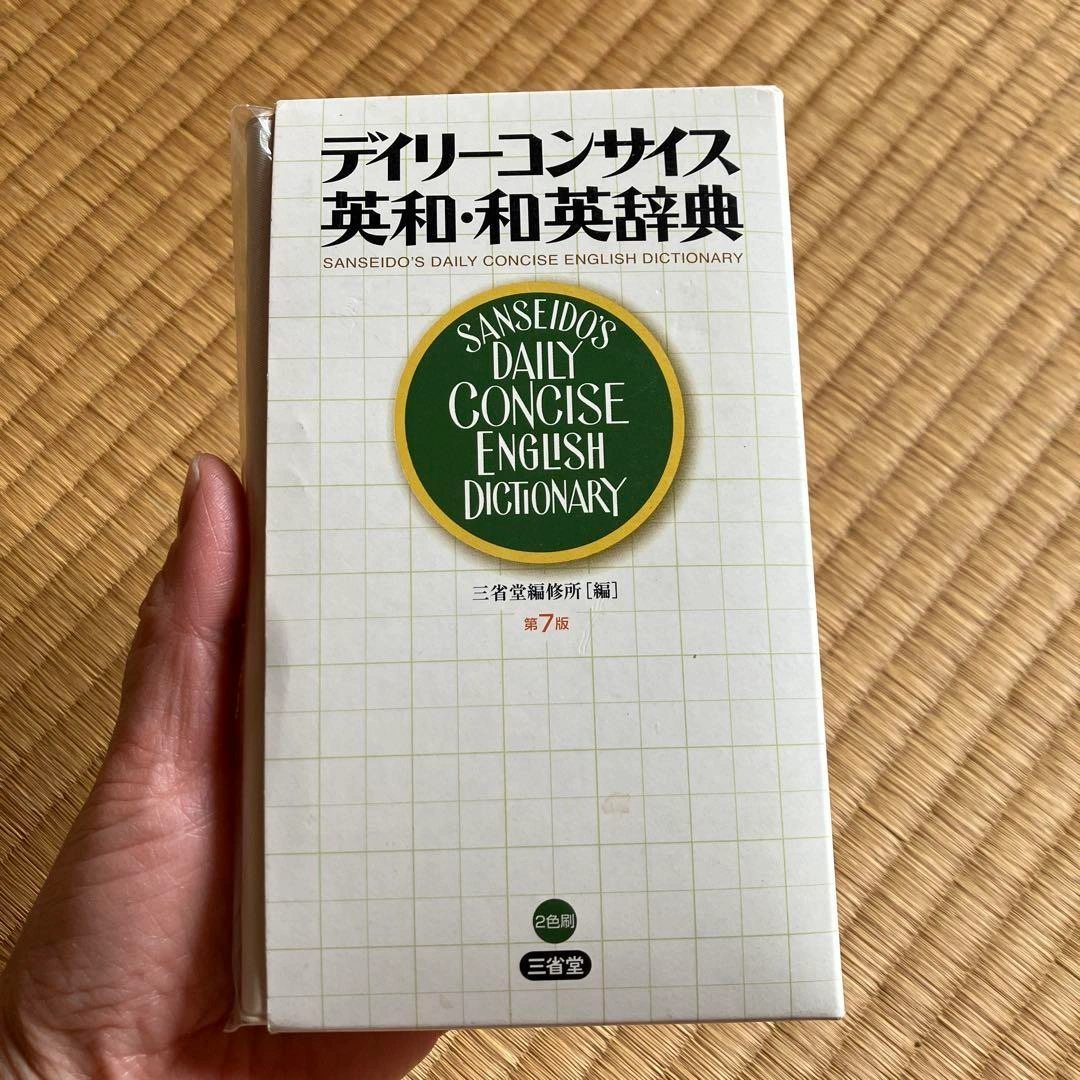 デイリーコンサイス
英和・和英辞典
SANSEIDO'S DAILY CONCISE ENGLISH DICTIONARY
SANSEIDO'S
DAILY
CONCISE
ENGLISH
DICTIONARY
三省堂編修所［編］
第7版
2色刷
三省堂